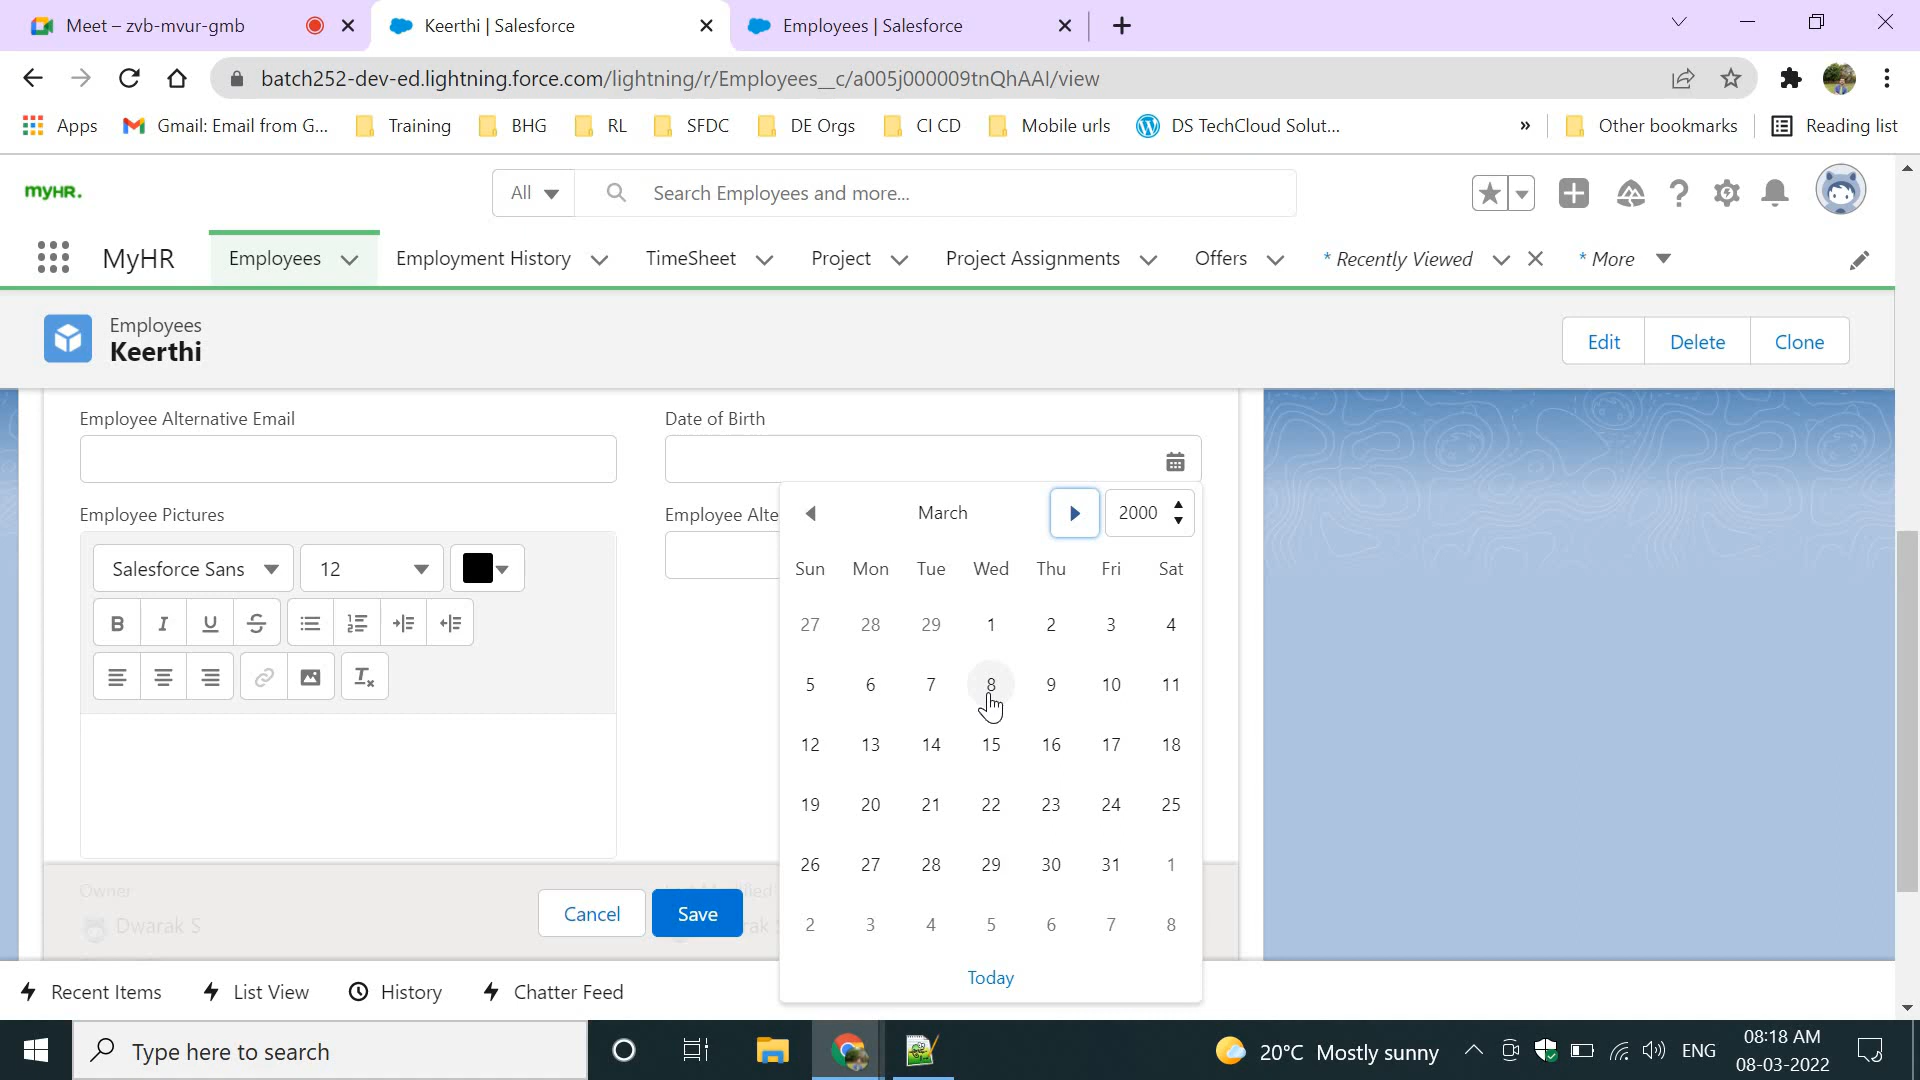 Meet – zvb-mvur-gmb
Keerthi | Salesforce
Employees | Salesforce
batch252-dev-ed.lightning.force.com/lightning/r/Employees__c/a005j000009tnQhAAI/view
Apps
Gmail: Email from G...
Training
BHG
RL
SFDC
DE Orgs
CI CD
Mobile urls
DS TechCloud Solut...
»
Other bookmarks
Reading list
myHR.
All
Search Employees and more...
MyHR
Employees
Employment History
TimeSheet
Project
Project Assignments
Offers
* Recently Viewed
* More
Employees
Keerthi
Edit
Delete
Clone
Employee Alternative Email
Date of Birth
Employee Pictures
Employee Alte
Salesforce Sans
12
March
2000
Sun Mon Tue Wed Thu Fri Sat
27 28 29 1 2 3 4
5 6 7 8 9 10 11
12 13 14 15 16 17 18
19 20 21 22 23 24 25
26 27 28 29 30 31 1
2 3 4 5 6 7 8
Today
Owner
Dwarak S
Cancel
Save
Recent Items
List View
History
Chatter Feed
Type here to search
20°C Mostly sunny
ENG
08:18 AM
08-03-2022